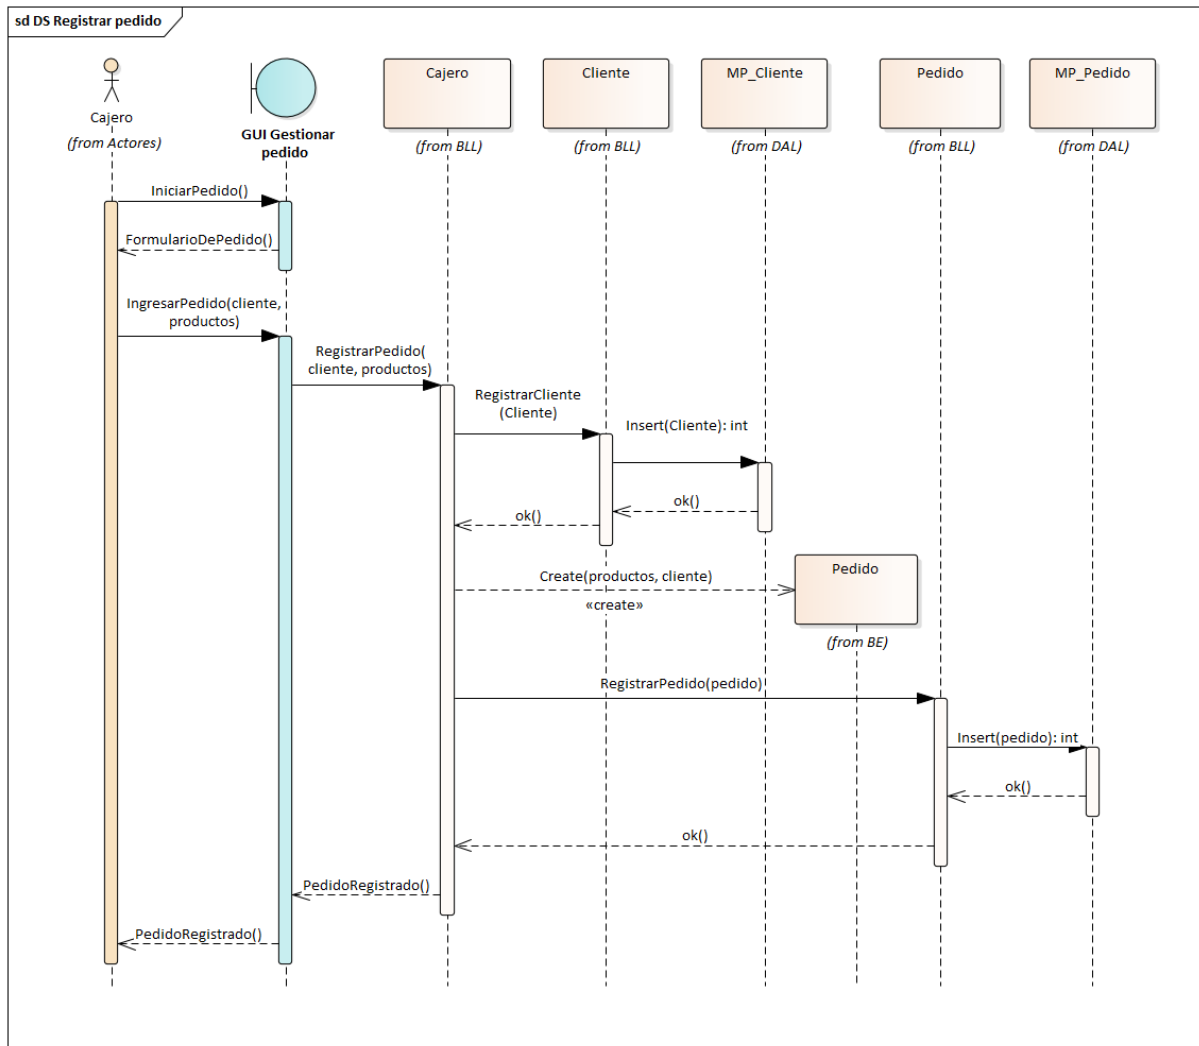 sd DS Registrar pedido
Cajero
(from Actores)
GUI Gestionar
pedido
Cajero
(from BLL)
Cliente
(from BLL)
MP_Cliente
(from DAL)
Pedido
(from BLL)
MP_Pedido
(from DAL)
IniciarPedido()
FormularioDePedido()
IngresarPedido(cliente,
productos)
RegistrarPedido(
cliente, productos)
RegistrarCliente
(Cliente)
Insert(Cliente): int
ok()
ok()
Create(productos, cliente)
«create»
Pedido
(from BE)
RegistrarPedido(pedido)
Insert(pedido): int
ok()
ok()
PedidoRegistrado()
PedidoRegistrado()